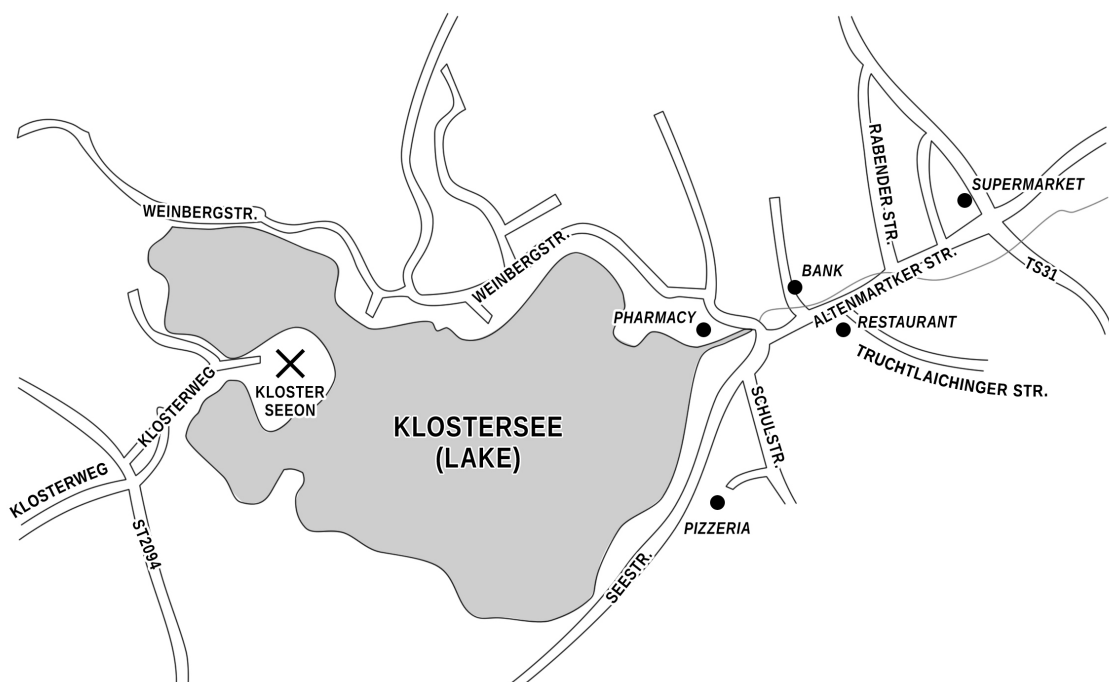 RABENDER STR.
SUPERMARKET
WEINBERGSTR.
WEINBERGSTR.
TS31
BANK
ALTENMARTKER STR.
PHARMACY
RESTAURANT
TRUCHTLAICHINGER STR.
KLOSTER
SEEON
KLOSTERWEG
KLOSTERSEE
(LAKE)
SCHULSTR.
KLOSTERWEG
ST2094
PIZZERIA
SEESTR.